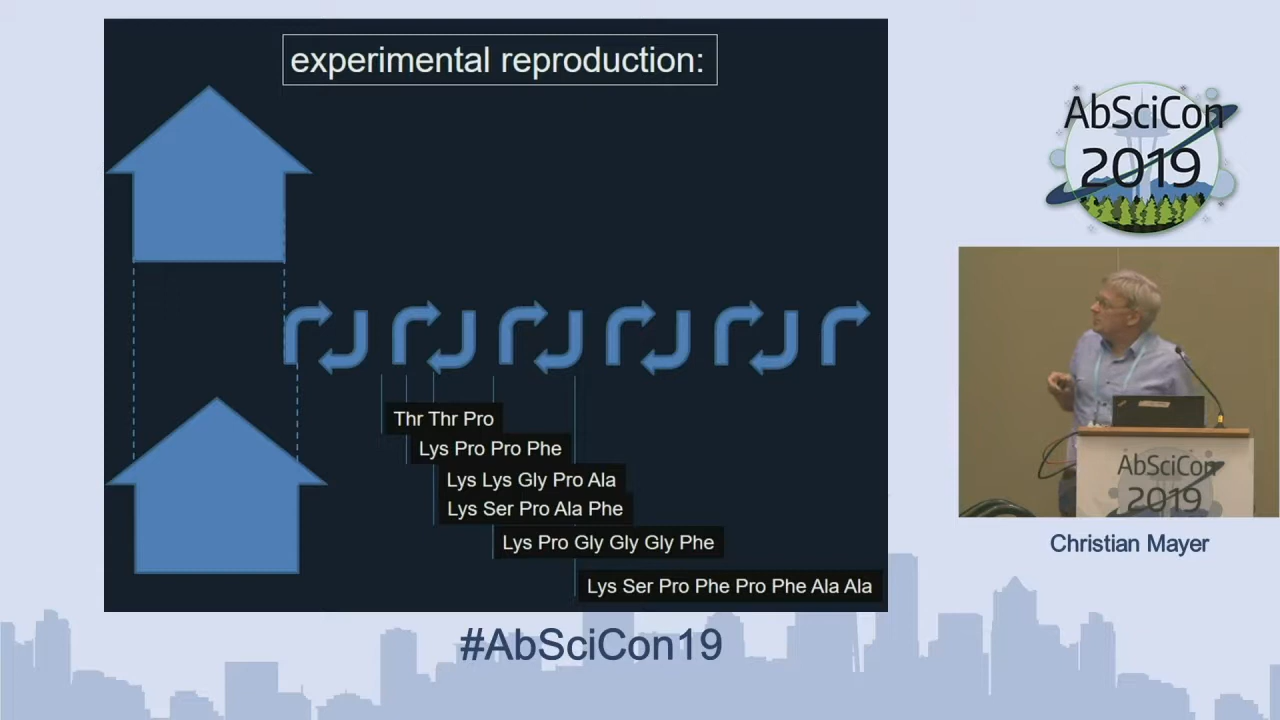 experimental reproduction:
Thr Thr Pro
Lys Pro Pro Phe
Lys Lys Gly Pro Ala
Lys Ser Pro Ala Phe
Lys Pro Gly Gly Gly Phe
Lys Ser Pro Phe Pro Phe Ala Ala
#AbSciCon19
AbSciCon
2019
AbSciCon
2019
Christian Mayer